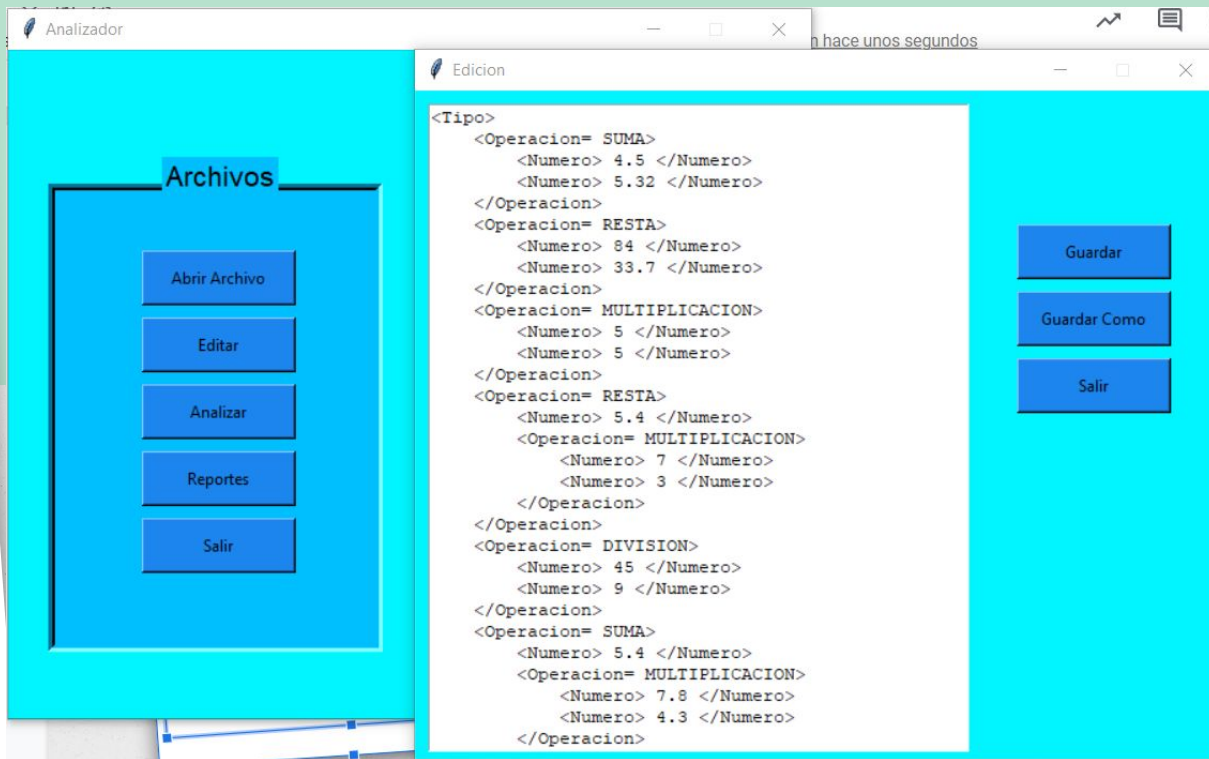 Analizador
n hace unos segundos
Archivos
Abrir Archivo
Editar
Analizar
Reportes
Salir
Edicion
<Tipo>
<Operacion= SUMA>
<Numero> 4.5 </Numero>
<Numero> 5.32 </Numero>
</Operacion>
<Operacion= RESTA>
<Numero> 84 </Numero>
<Numero> 33.7 </Numero>
</Operacion>
<Operacion= MULTIPLICACION>
<Numero> 5 </Numero>
<Numero> 5 </Numero>
</Operacion>
<Operacion= RESTA>
<Numero> 5.4 </Numero>
<Operacion= MULTIPLICACION>
<Numero> 7 </Numero>
<Numero> 3 </Numero>
</Operacion>
</Operacion>
<Operacion= DIVISION>
<Numero> 45 </Numero>
<Numero> 9 </Numero>
</Operacion>
<Operacion= SUMA>
<Numero> 5.4 </Numero>
<Operacion= MULTIPLICACION>
<Numero> 7.8 </Numero>
<Numero> 4.3 </Numero>
</Operacion>
Guardar
Guardar Como
Salir